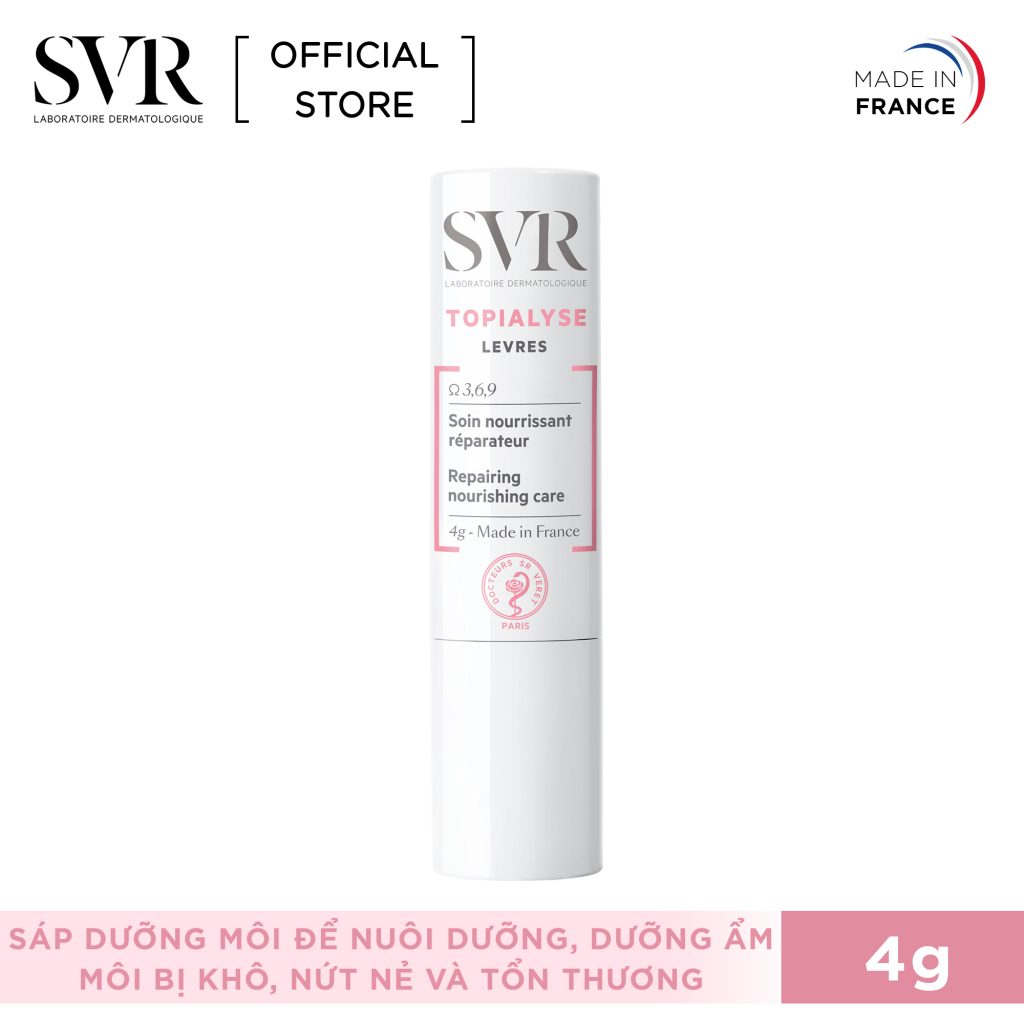 SVR
LABORATOIRE DERMATOLOGIQUE
OFFICIAL
STORE
MADE IN
FRANCE
SVR
LABORATOIRE DERMATOLOGIQUE
TOPIALYSE
LEVRES
Ω 3,6,9
Soin nourrissant
réparateur
Repairing
nourishing care
4g - Made in France
DOCTEURS SR VERET
PARIS
SÁP DƯỠNG MÔI ĐỂ NUÔI DƯỠNG, DƯỠNG ẨM
MÔI BỊ KHÔ, NỨT NẺ VÀ TỔN THƯƠNG
4g